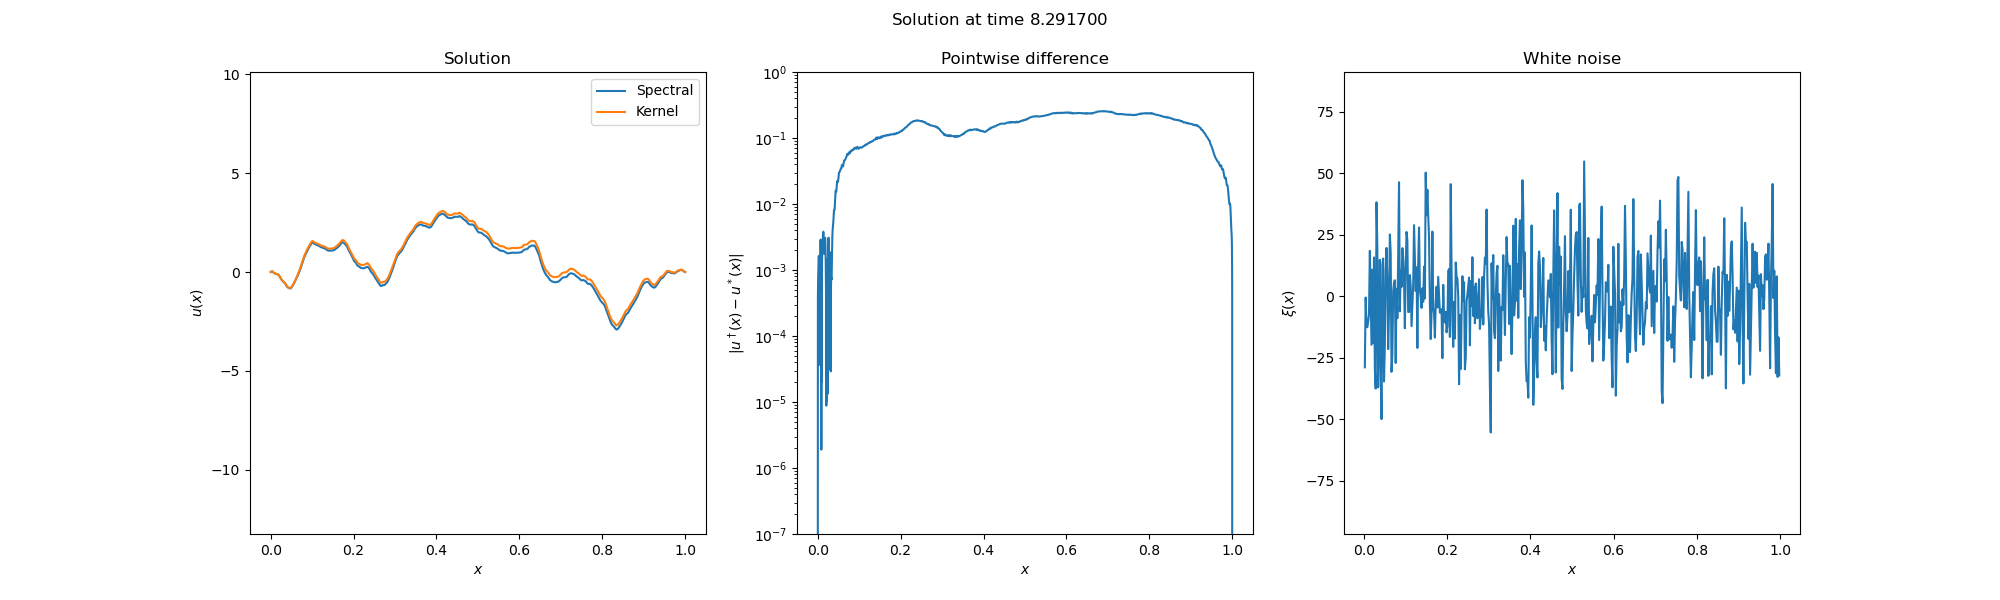 Solution at time 8.291700
Solution
10
5
0
−5
−10
u(x)
0.0 0.2 0.4 0.6 0.8 1.0
x
Spectral
Kernel
Pointwise difference
10⁰
10⁻¹
10⁻²
10⁻³
10⁻⁴
10⁻⁵
10⁻⁶
10⁻⁷
|u†(x) − u*(x)|
0.0 0.2 0.4 0.6 0.8 1.0
x
White noise
75
50
25
0
−25
−50
−75
ξ(x)
0.0 0.2 0.4 0.6 0.8 1.0
x